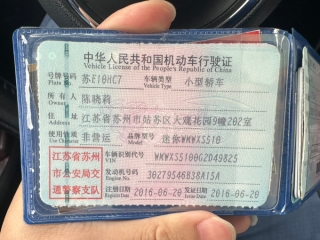 中华人民共和国机动车行驶证
Vehicle License of the People's Republic of China
号牌号码 苏E10HC7 车辆类型 小型轿车
Plate No. Vehicle Type
所有人 陈晓莉
Owner
住址 江苏省苏州市姑苏区大观花园9幢202室
Address
使用性质 非营运 品牌型号 迷你WMWXS510
Use Character Model
江苏省苏州 车辆识别代号 WMWXS5100G2D49825
VIN
市公安局交 发动机号码 30279546B38A15A
Engine No.
通警察支队 注册日期 2016-06-20 发证日期 2016-06-20
Register Date Issue Date